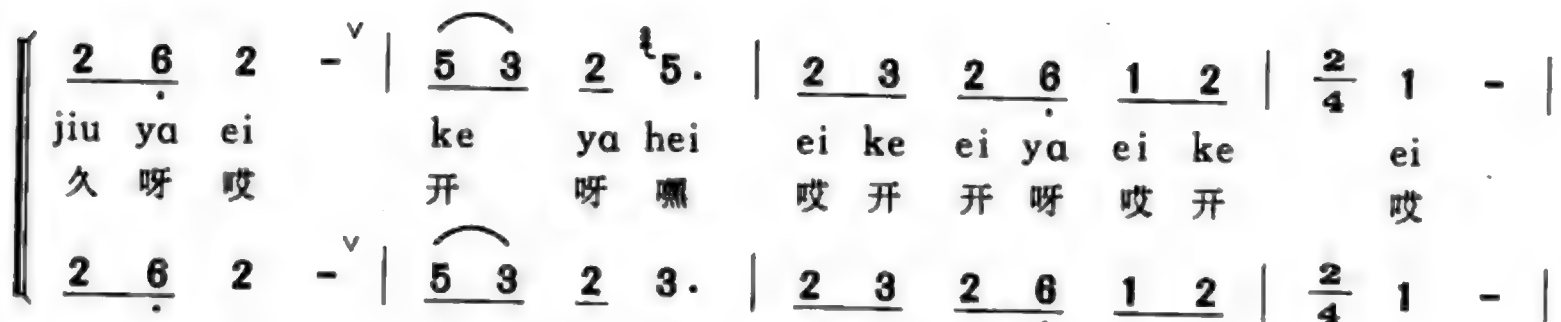 2 6 2 - ∨ | 5 3 2 5. | 2 3 2 6 1 2 | 2/4 1 - |
jiu ya ei ke ya hei ei ke ei ya ei ke ei
久 呀 哎 开 呀 嘿 哎 开 开 呀 哎 开 哎
2 6 2 - ∨ | 5 3 2 3. | 2 3 2 6 1 2 | 2/4 1 - |